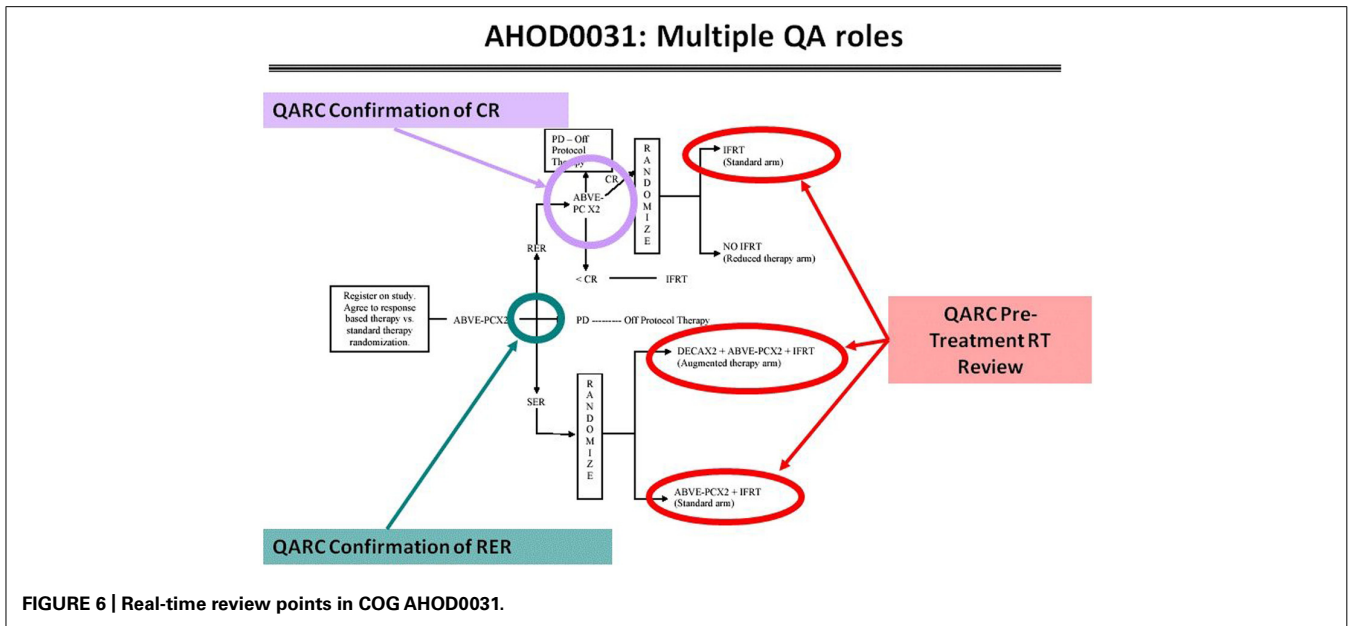 AHOD0031: Multiple QA roles
QARC Confirmation of CR
PD – Off
Protocol
Therapy
CR
ABVE-
PC X2
R
A
N
D
O
M
I
Z
E
IFRT
(Standard arm)
NO IFRT
(Reduced therapy arm)
RER
< CR
IFRT
Register on study.
Agree to response
based therapy vs.
standard therapy
randomization.
ABVE-PCX2
PD --------- Off Protocol Therapy
QARC Pre-
Treatment RT
Review
DECAX2 + ABVE-PCX2 + IFRT
(Augmented therapy arm)
SER
R
A
N
D
O
M
I
Z
E
ABVE-PCX2 + IFRT
(Standard arm)
QARC Confirmation of RER
FIGURE 6 | Real-time review points in COG AHOD0031.